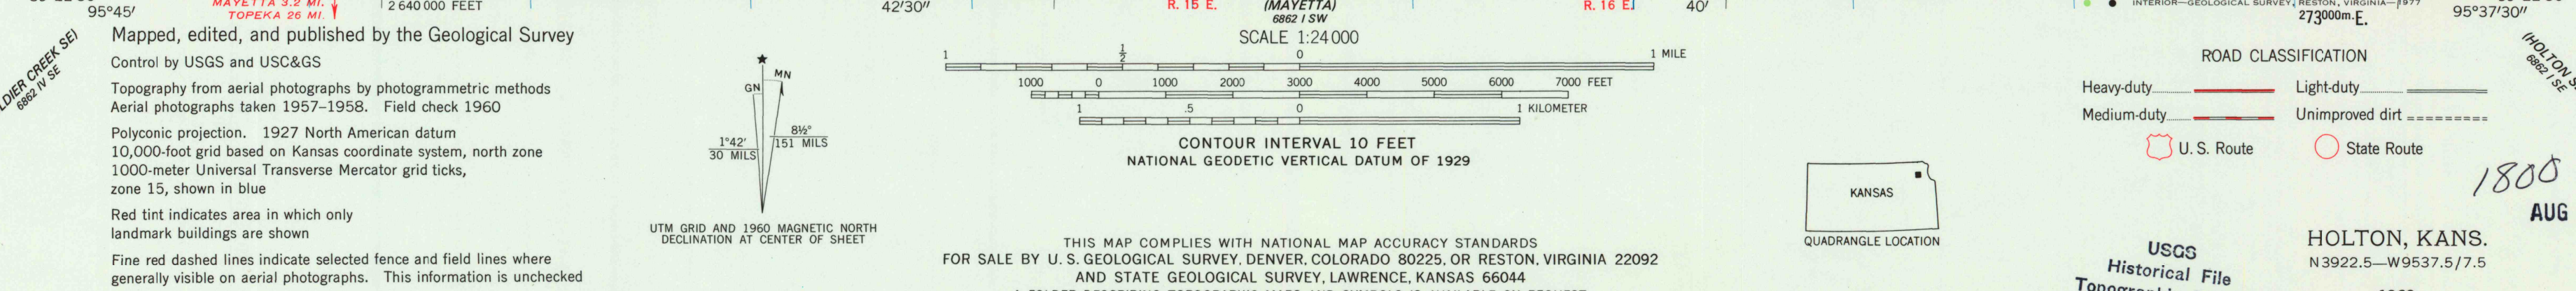 95°45′
MAYETTA 3.2 MI.
TOPEKA 26 MI.
2 640 000 FEET
42′30″
R. 15 E.
(MAYETTA)
6862 I SW
R. 16 E.
40′
INTERIOR—GEOLOGICAL SURVEY, RESTON, VIRGINIA—1977
273000m.E.
95°37′30″
6862 IV SE
(HOLTON
6862 I SE
Mapped, edited, and published by the Geological Survey
Control by USGS and USC&GS
Topography from aerial photographs by photogrammetric methods
Aerial photographs taken 1957–1958. Field check 1960
Polyconic projection. 1927 North American datum
10,000-foot grid based on Kansas coordinate system, north zone
1000-meter Universal Transverse Mercator grid ticks,
zone 15, shown in blue
Red tint indicates area in which only
landmark buildings are shown
Fine red dashed lines indicate selected fence and field lines where
generally visible on aerial photographs. This information is unchecked
★
MN
GN
1°42′
30 MILS
8½°
151 MILS
UTM GRID AND 1960 MAGNETIC NORTH
DECLINATION AT CENTER OF SHEET
SCALE 1:24 000
1 ½ 0 1 MILE
1000 0 1000 2000 3000 4000 5000 6000 7000 FEET
1 .5 0 1 KILOMETER
CONTOUR INTERVAL 10 FEET
NATIONAL GEODETIC VERTICAL DATUM OF 1929
THIS MAP COMPLIES WITH NATIONAL MAP ACCURACY STANDARDS
FOR SALE BY U. S. GEOLOGICAL SURVEY, DENVER, COLORADO 80225, OR RESTON, VIRGINIA 22092
AND STATE GEOLOGICAL SURVEY, LAWRENCE, KANSAS 66044
KANSAS
QUADRANGLE LOCATION
ROAD CLASSIFICATION
Heavy-duty
Light-duty
Medium-duty
Unimproved dirt
U. S. Route
State Route
1800
AUG
USGS
Historical File
HOLTON, KANS.
N3922.5—W9537.5/7.5